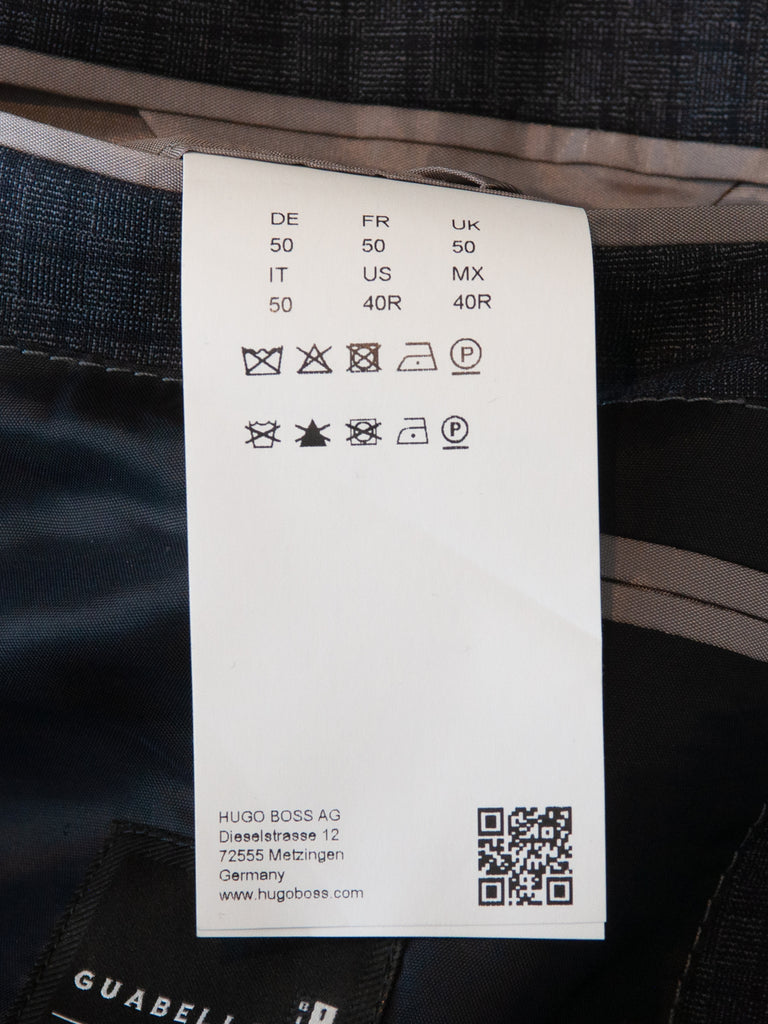 DE FR UK
50 50 50
IT US MX
50 40R 40R
P
P
HUGO BOSS AG
Dieselstrasse 12
72555 Metzingen
Germany
www.hugoboss.com